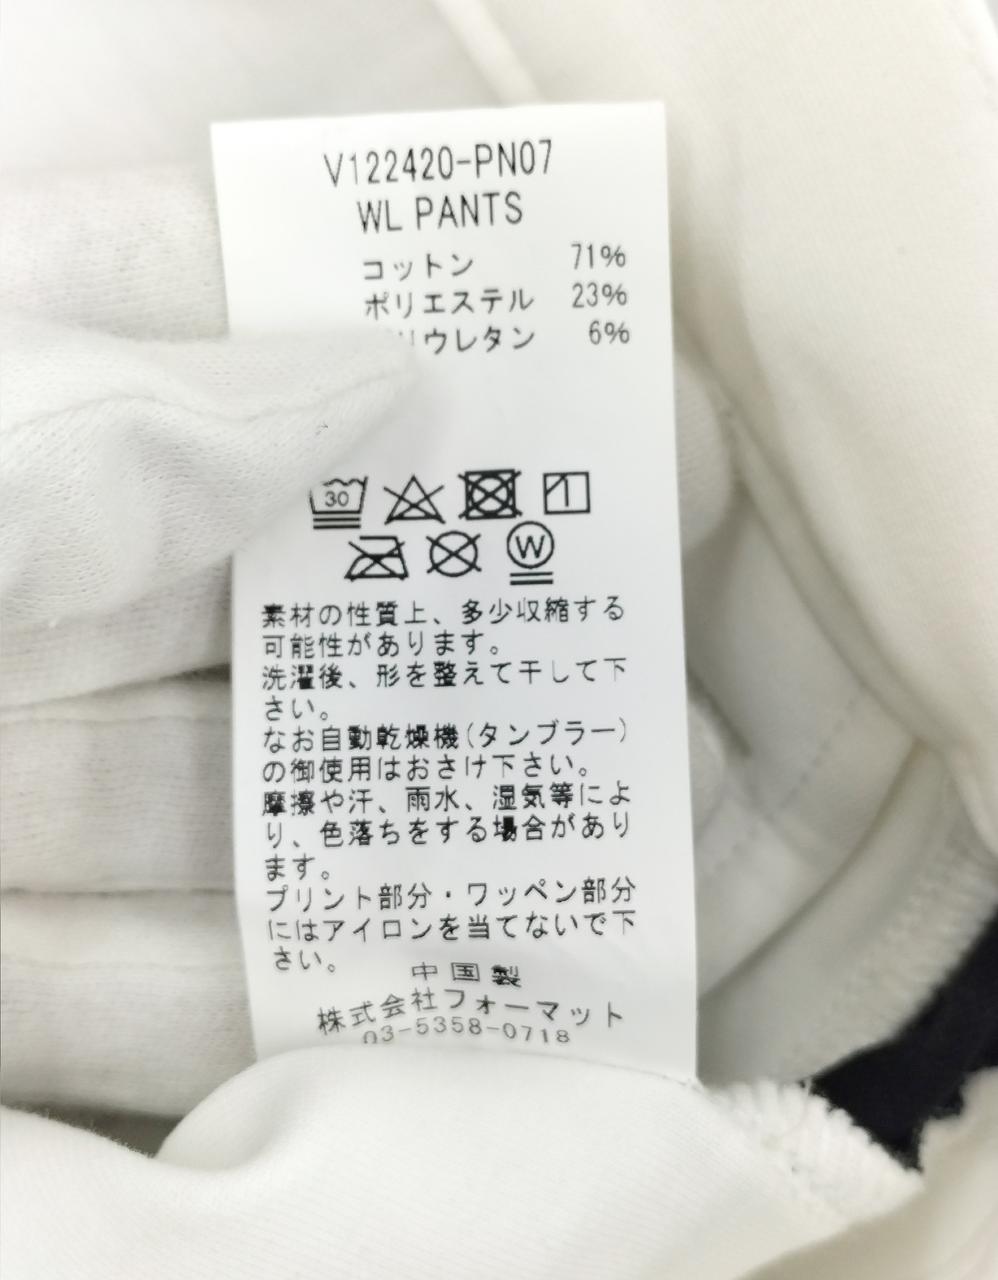 V122420-PN07
WL PANTS
コットン 71%
ポリエステル 23%
リウレタン 6%
30
W
素材の性質上、多少収縮する
可能性があります。
洗濯後、形を整えて干して下
さい。
なお自動乾燥機(タンブラー)
の御使用はおさけ下さい。
摩擦や汗、雨水、湿気等によ
り、色落ちをする場合があり
ます。
プリント部分・ワッペン部分
にはアイロンを当てないで下
さい。
中国製
株式会社フォーマット
03-5358-0718